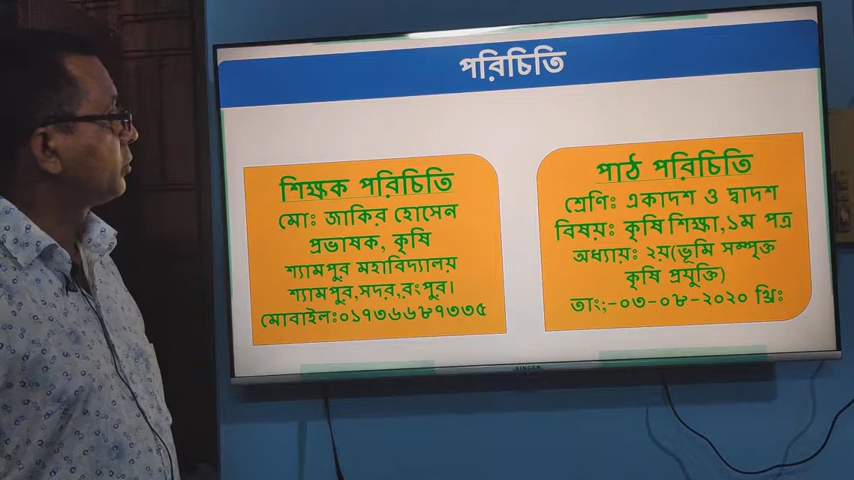 পরিচিতি
শিক্ষক পরিচিতি
মোঃ জাকির হোসেন
প্রভাষক, কৃষি
শ্যামপুর মহাবিদ্যালয়
শ্যামপুর,সদর,রংপুর।
মোবাইল:০১৭৩৬৬৮৭৩৩৫
পাঠ পরিচিতি
শ্রেণিঃ একাদশ ও দ্বাদশ
বিষয়: কৃষি শিক্ষা,১ম পত্র
অধ্যায়ঃ ২য়(ভূমি সম্পৃক্ত
কৃষি প্রযুক্তি)
তাং;-০৩-০৮-২০২০ খ্রিঃ
SINGER